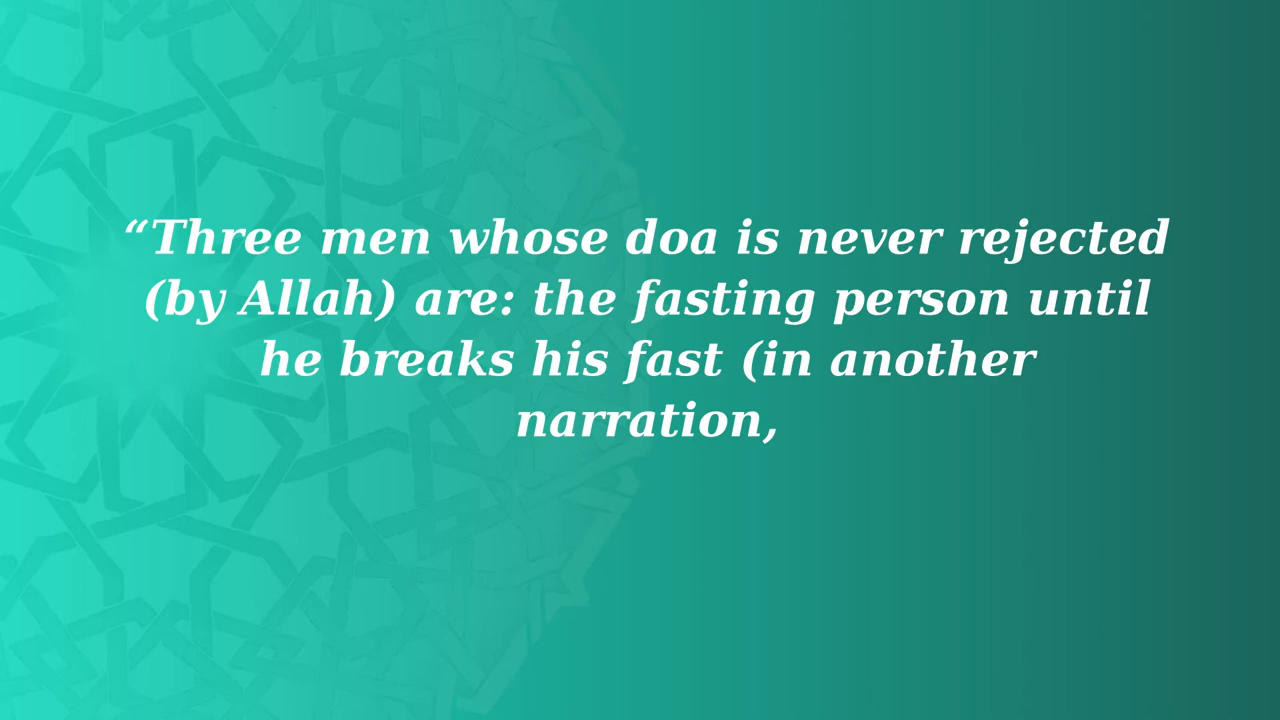 “Three men whose doa is never rejected
(by Allah) are: the fasting person until
he breaks his fast (in another
narration,